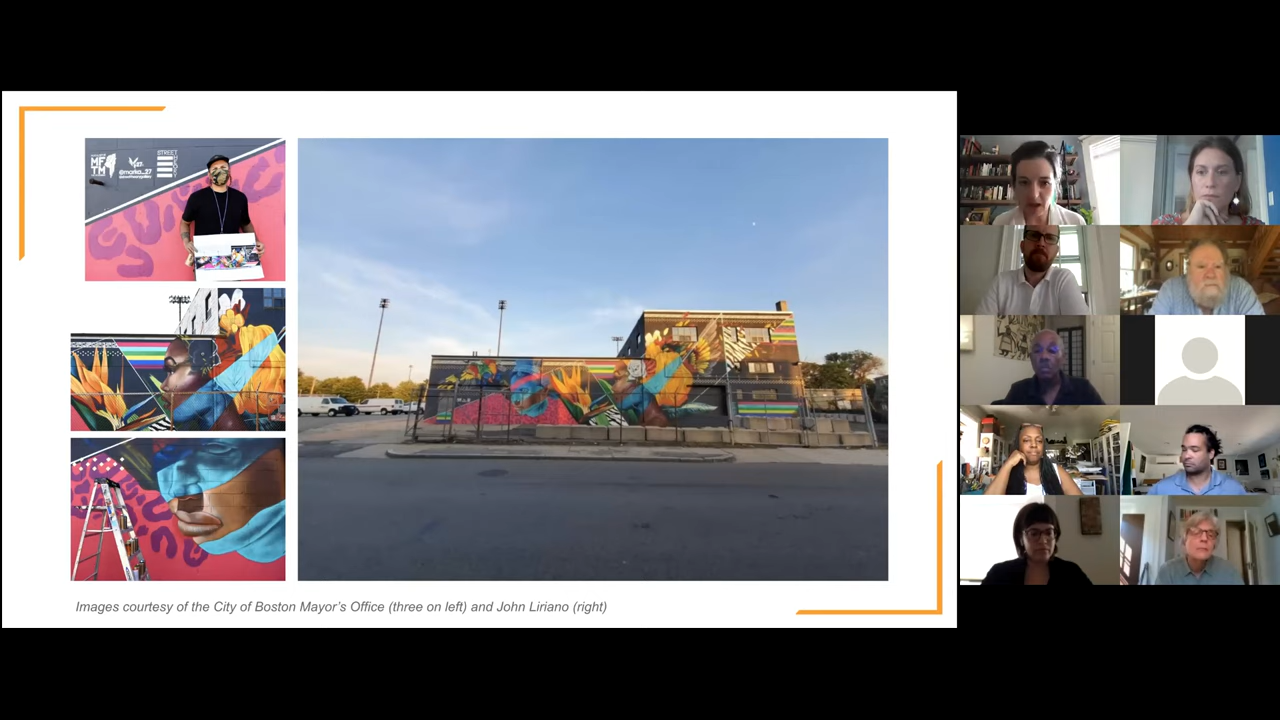 MF
TM
@marka_27
STREET
Images courtesy of the City of Boston Mayor's Office (three on left) and John Liriano (right)